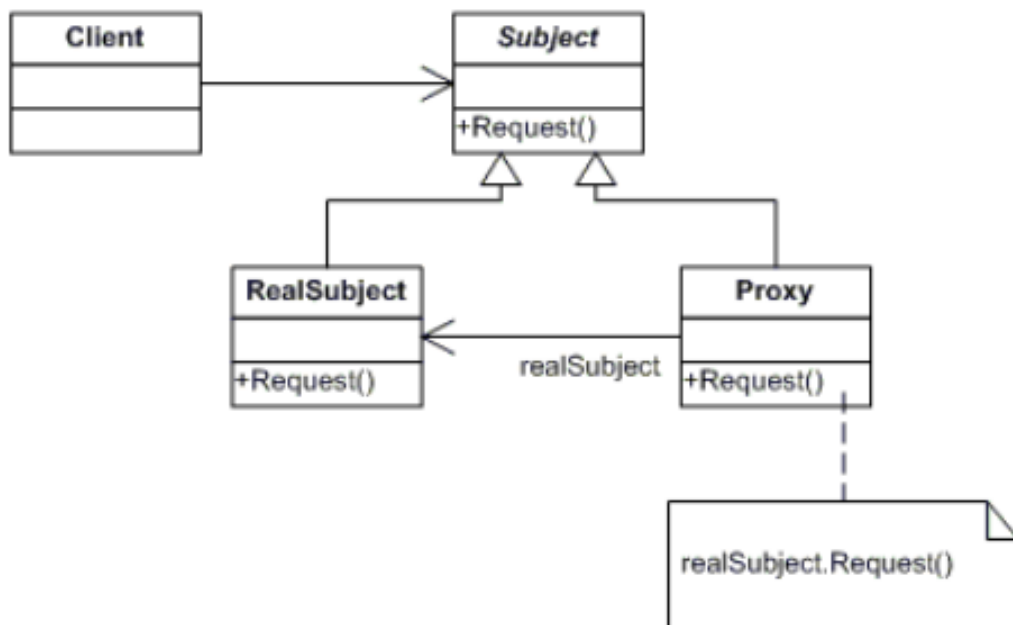 Client
Subject
+Request()
RealSubject
+Request()
realSubject
Proxy
+Request()
realSubject.Request()